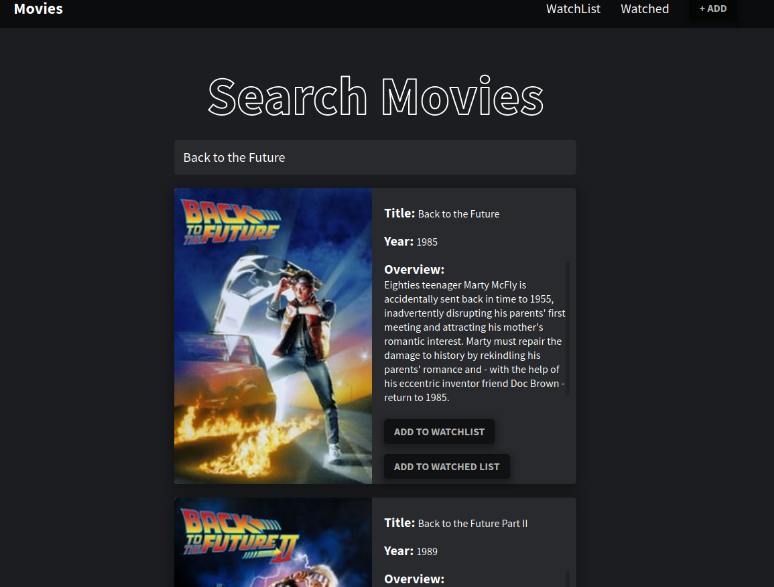 Movies
WatchList
Watched
+ ADD
Search Movies
Back to the Future
BACK
TO THE FUTURE
Title: Back to the Future
Year: 1985
Overview:
Eighties teenager Marty McFly is
accidentally sent back in time to 1955,
inadvertently disrupting his parents' first
meeting and attracting his mother's
romantic interest. Marty must repair the
damage to history by rekindling his
parents' romance and - with the help of
his eccentric inventor friend Doc Brown -
return to 1985.
ADD TO WATCHLIST
ADD TO WATCHED LIST
BACK
TO THE FUTURE II
Title: Back to the Future Part II
Year: 1989
Overview: